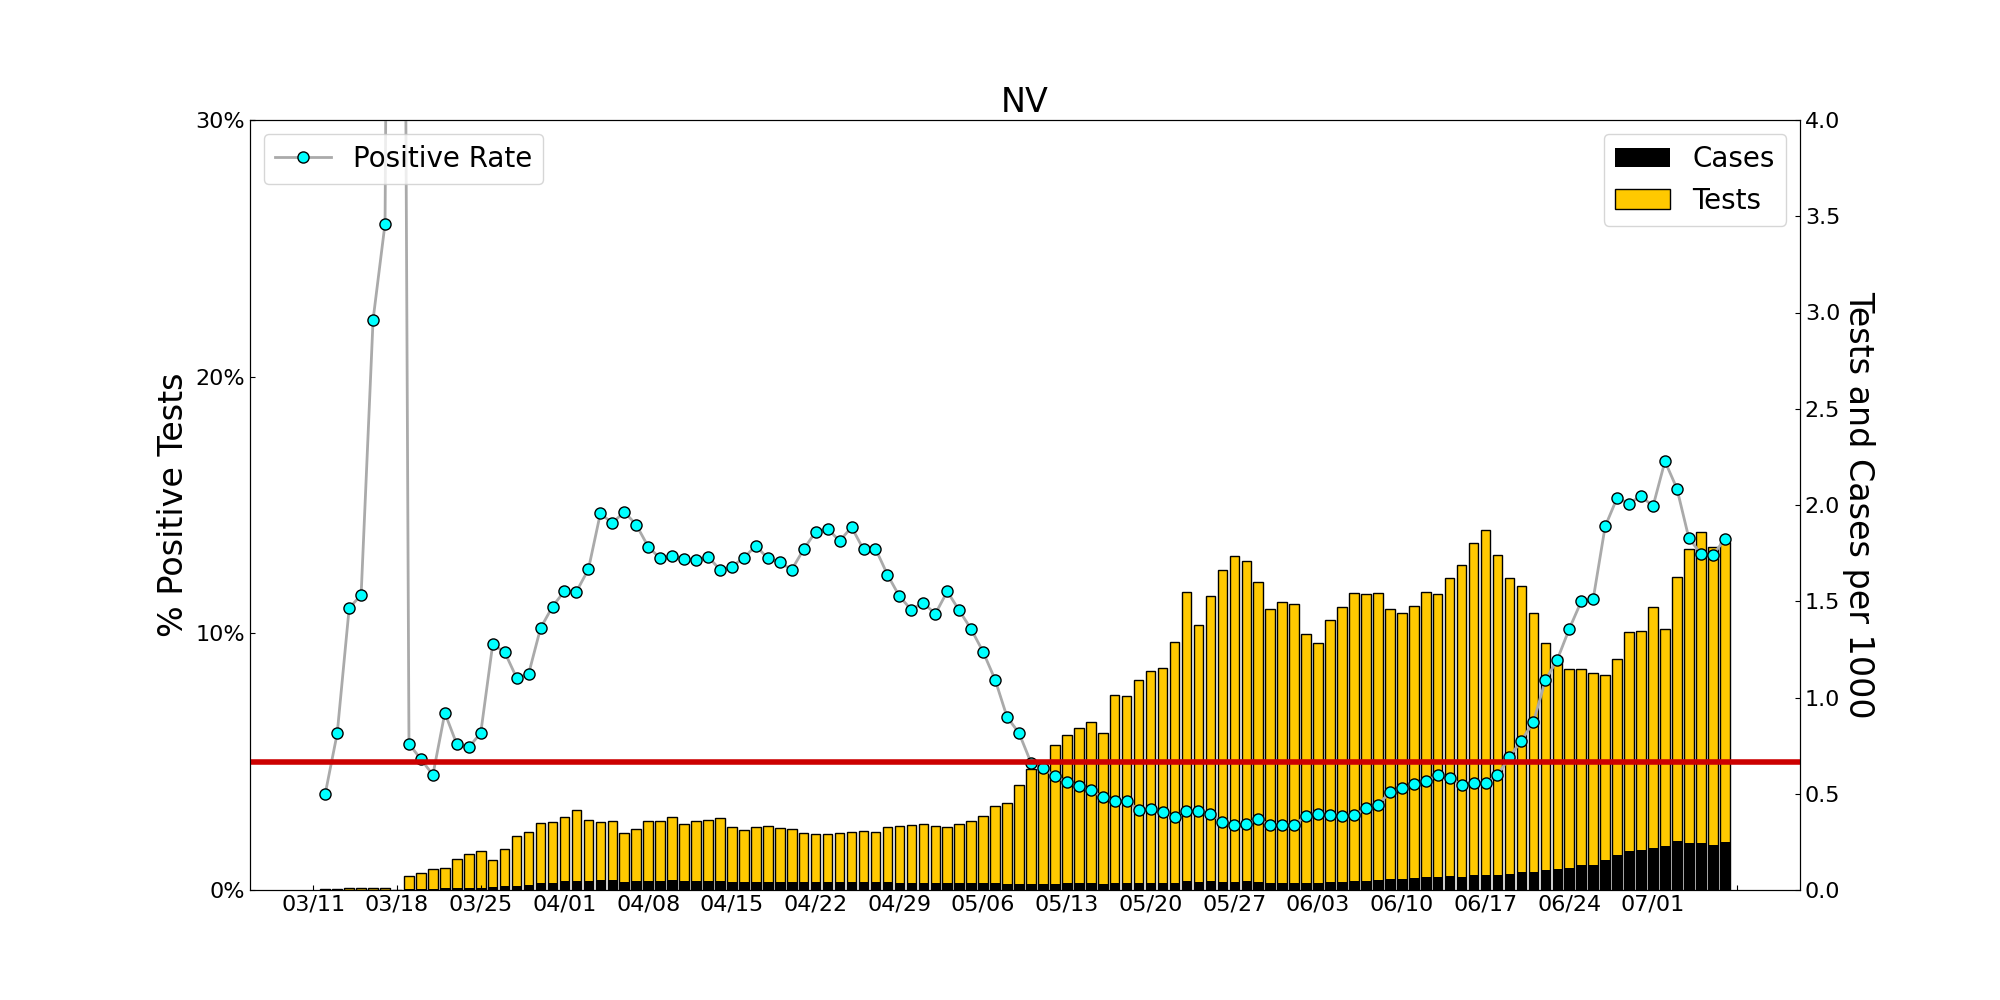 NV
Positive Rate
Cases
Tests
% Positive Tests
30%
20%
10%
0%
4.0
3.5
3.0
2.5
2.0
1.5
1.0
0.5
0.0
Tests and Cases per 1000
03/11 03/18 03/25 04/01 04/08 04/15 04/22 04/29 05/06 05/13 05/20 05/27 06/03 06/10 06/17 06/24 07/01